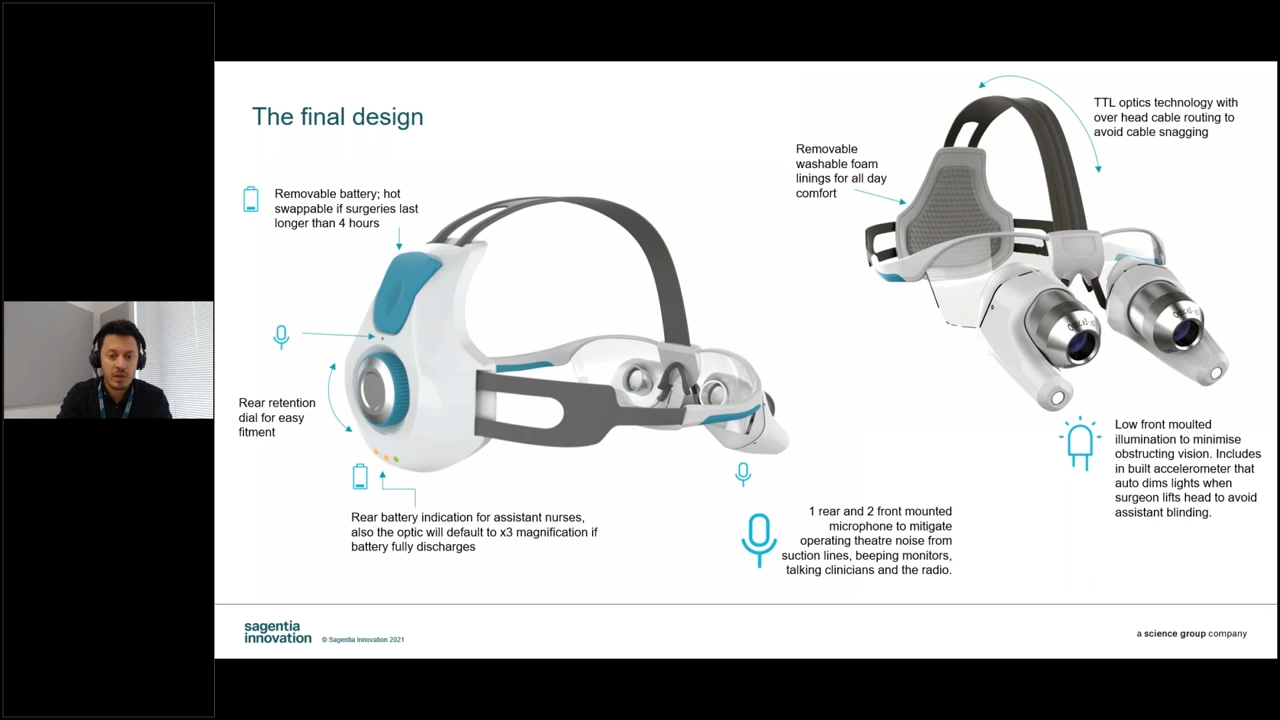 The final design
Removable battery; hot
swappable if surgeries last
longer than 4 hours
Rear retention
dial for easy
fitment
Rear battery indication for assistant nurses,
also the optic will default to x3 magnification if
battery fully discharges
1 rear and 2 front mounted
microphone to mitigate
operating theatre noise from
suction lines, beeping monitors,
talking clinicians and the radio.
Removable
washable foam
linings for all day
comfort
TTL optics technology with
over head cable routing to
avoid cable snagging
Low front moulted
illumination to minimise
obstructing vision. Includes
in built accelerometer that
auto dims lights when
surgeon lifts head to avoid
assistant blinding.
sagentia
innovation
© Sagentia Innovation 2021
a science group company